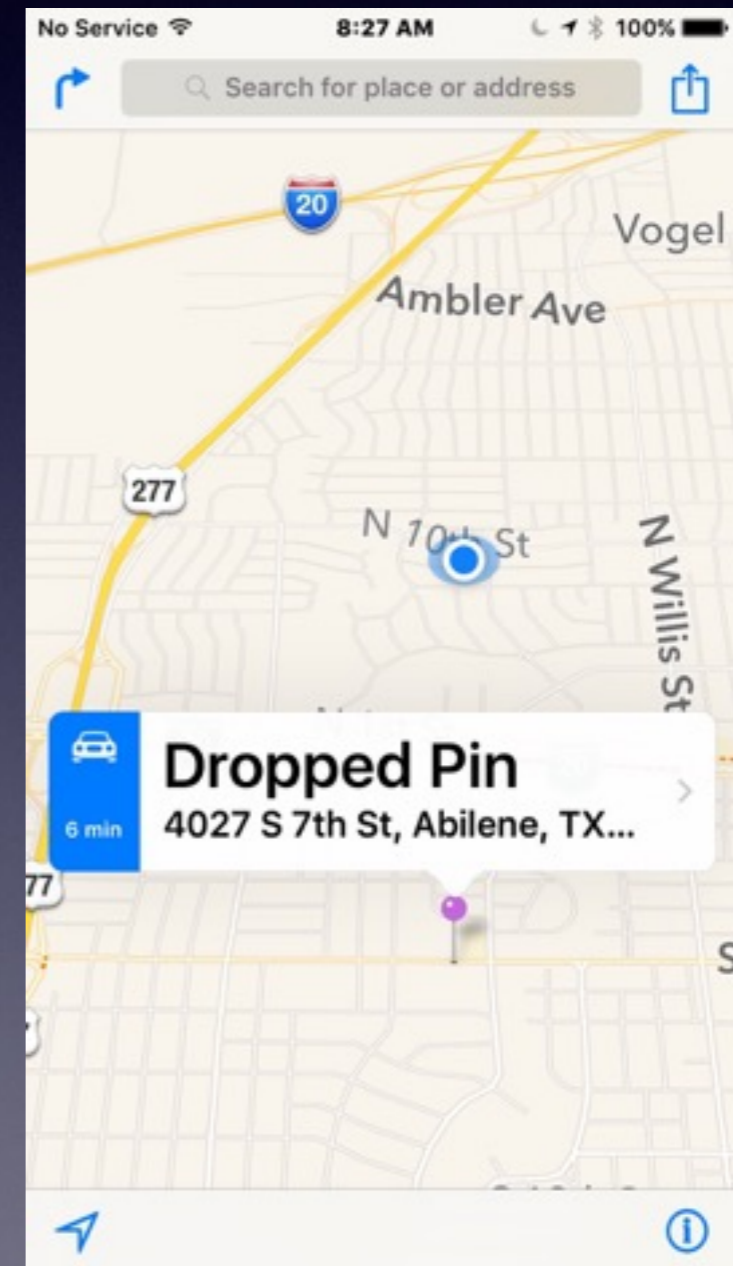 No Service 8:27 AM 100%
Search for place or address
20
Vogel
Ambler Ave
277
N 10th St
N Willis St
Dropped Pin
6 min 4027 S 7th St, Abilene, TX...
77
S